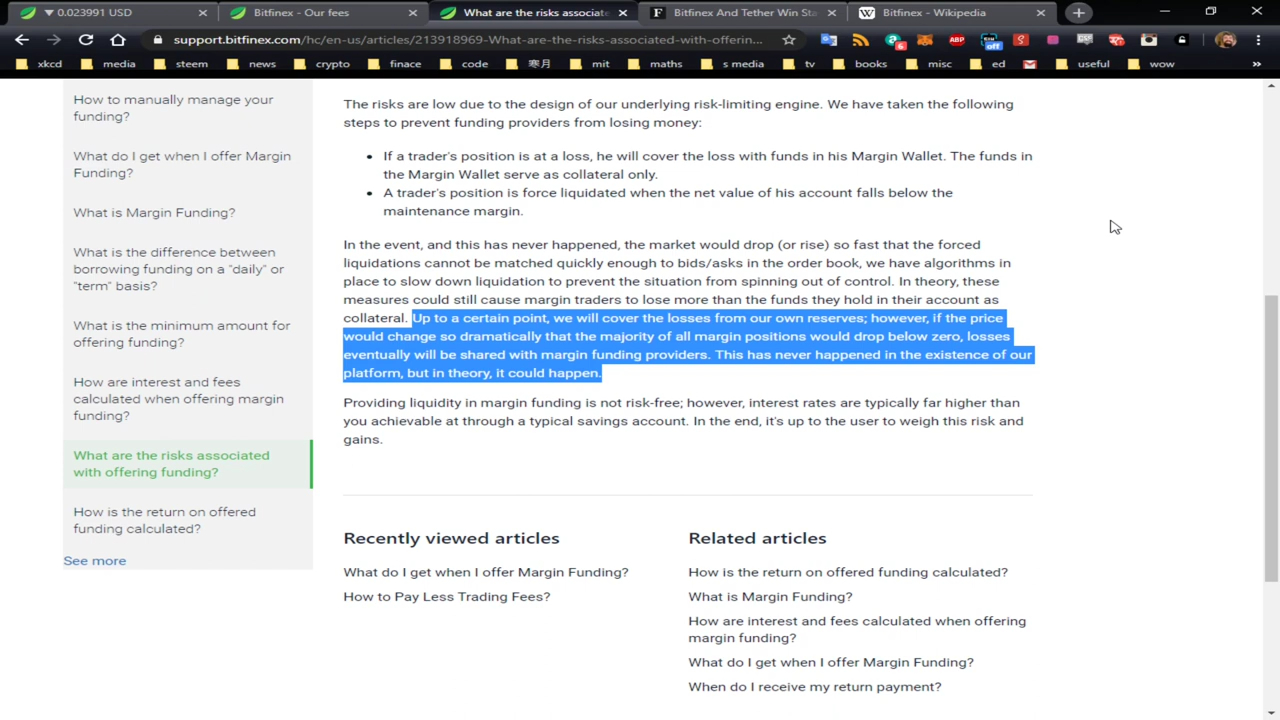 ▼ 0.023991 USD
Bitfinex - Our fees
What are the risks associate
Bitfinex And Tether Win Sta
Bitfinex - Wikipedia
support.bitfinex.com/hc/en-us/articles/213918969-What-are-the-risks-associated-with-offerin...
6
ABP
off
xkcd
media
steem
news
crypto
finace
code
寒月
mit
maths
s media
tv
books
misc
ed
useful
wow
»
How to manually manage your
funding?
What do I get when I offer Margin
Funding?
What is Margin Funding?
What is the difference between
borrowing funding on a "daily" or
"term" basis?
What is the minimum amount for
offering funding?
How are interest and fees
calculated when offering margin
funding?
What are the risks associated
with offering funding?
How is the return on offered
funding calculated?
See more
The risks are low due to the design of our underlying risk-limiting engine. We have taken the following
steps to prevent funding providers from losing money:
• If a trader's position is at a loss, he will cover the loss with funds in his Margin Wallet. The funds in
the Margin Wallet serve as collateral only.
• A trader's position is force liquidated when the net value of his account falls below the
maintenance margin.
In the event, and this has never happened, the market would drop (or rise) so fast that the forced
liquidations cannot be matched quickly enough to bids/asks in the order book, we have algorithms in
place to slow down liquidation to prevent the situation from spinning out of control. In theory, these
measures could still cause margin traders to lose more than the funds they hold in their account as
collateral. Up to a certain point, we will cover the losses from our own reserves; however, if the price
would change so dramatically that the majority of all margin positions would drop below zero, losses
eventually will be shared with margin funding providers. This has never happened in the existence of our
platform, but in theory, it could happen.
Providing liquidity in margin funding is not risk-free; however, interest rates are typically far higher than
you achievable at through a typical savings account. In the end, it's up to the user to weigh this risk and
gains.
Recently viewed articles
What do I get when I offer Margin Funding?
How to Pay Less Trading Fees?
Related articles
How is the return on offered funding calculated?
What is Margin Funding?
How are interest and fees calculated when offering
margin funding?
What do I get when I offer Margin Funding?
When do I receive my return payment?